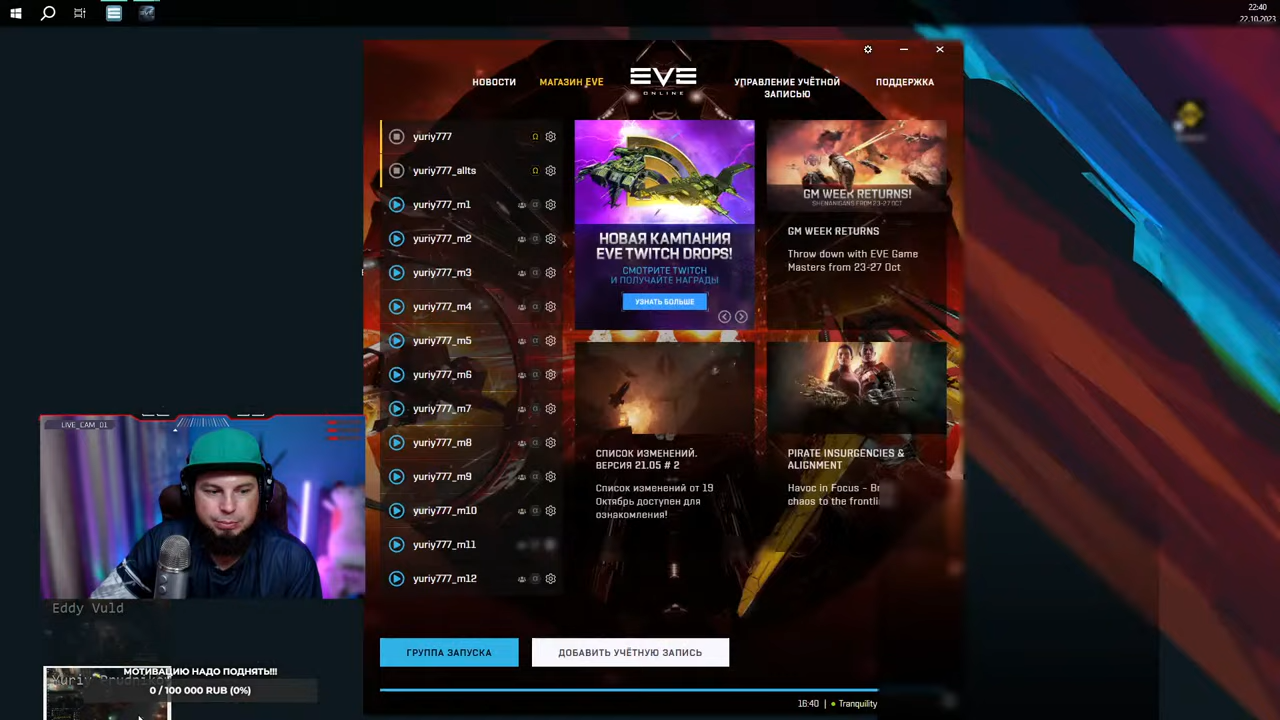 22:40
22.10.2023
НОВОСТИ
МАГАЗИН EVE
EVE
ONLINE
УПРАВЛЕНИЕ УЧЁТНОЙ
ЗАПИСЬЮ
ПОДДЕРЖКА
yuriy777
yuriy777_allts
yuriy777_m1
yuriy777_m2
yuriy777_m3
yuriy777_m4
yuriy777_m5
yuriy777_m6
yuriy777_m7
yuriy777_m8
yuriy777_m9
yuriy777_m10
yuriy777_m11
yuriy777_m12
НОВАЯ КАМПАНИЯ
EVE TWITCH DROPS!
СМОТРИТЕ TWITCH
И ПОЛУЧАЙТЕ НАГРАДЫ
УЗНАТЬ БОЛЬШЕ
GM WEEK RETURNS!
SHENANIGANS FROM 23-27 OCT
GM WEEK RETURNS
Throw down with EVE Game
Masters from 23-27 Oct
СПИСОК ИЗМЕНЕНИЙ.
ВЕРСИЯ 21.05 # 2
Список изменений от 19
Октябрь доступен для
ознакомления!
PIRATE INSURGENCIES &
ALIGNMENT
Havoc in Focus -
chaos to the
LIVE_CAM_01
Eddy Vuld
МОТИВАЦИЮ НАДО ПОДНЯТЬ!!!
0 / 100 000 RUB (0%)
ГРУППА ЗАПУСКА
ДОБАВИТЬ УЧЁТНУЮ ЗАПИСЬ
16:40 | Tranquility